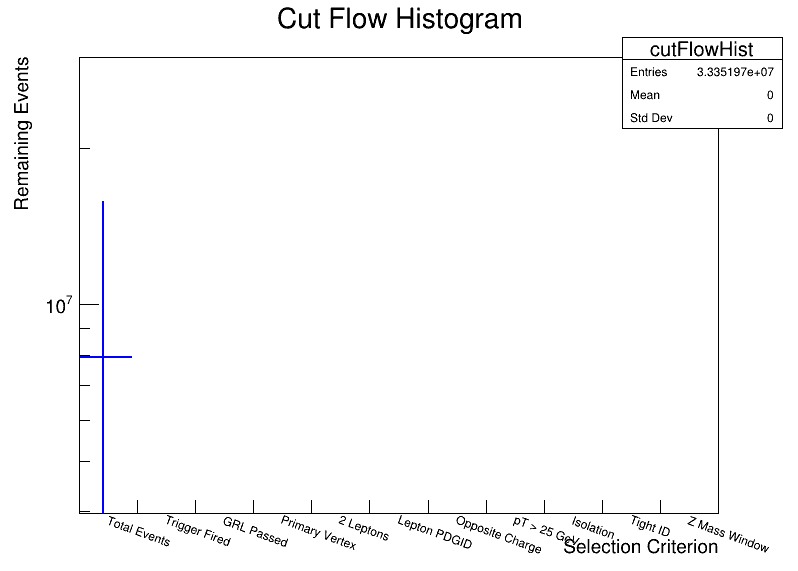 Cut Flow Histogram
cutFlowHist
Entries 3.335197e+07
Mean 0
Std Dev 0
Remaining Events
10^7
Total Events
Trigger Fired
GRL Passed
Primary Vertex
2 Leptons
Lepton PDGID
Opposite Charge
pT > 25 GeV
Isolation
Tight ID
Z Mass Window
Selection Criterion